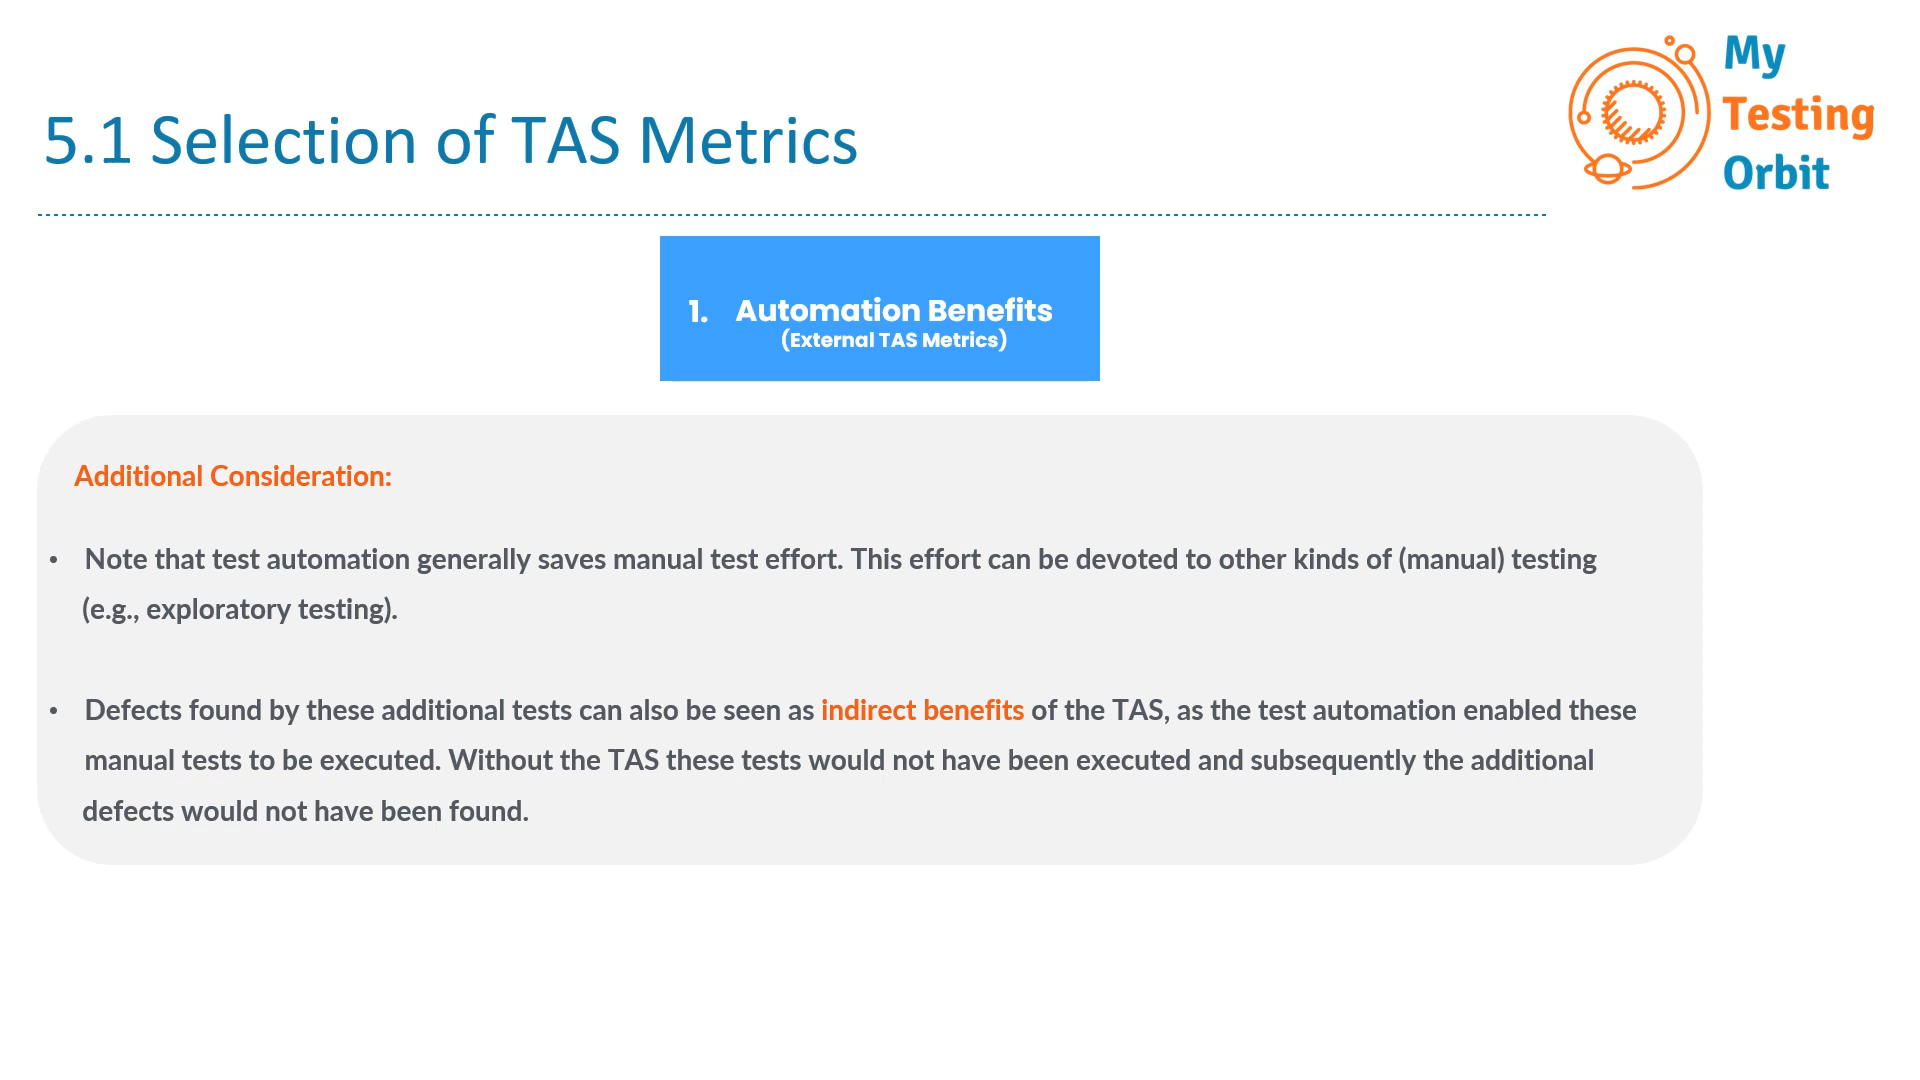 My
Testing
Orbit
5.1 Selection of TAS Metrics
1. Automation Benefits
(External TAS Metrics)
Additional Consideration:
• Note that test automation generally saves manual test effort. This effort can be devoted to other kinds of (manual) testing
(e.g., exploratory testing).
• Defects found by these additional tests can also be seen as indirect benefits of the TAS, as the test automation enabled these
manual tests to be executed. Without the TAS these tests would not have been executed and subsequently the additional
defects would not have been found.